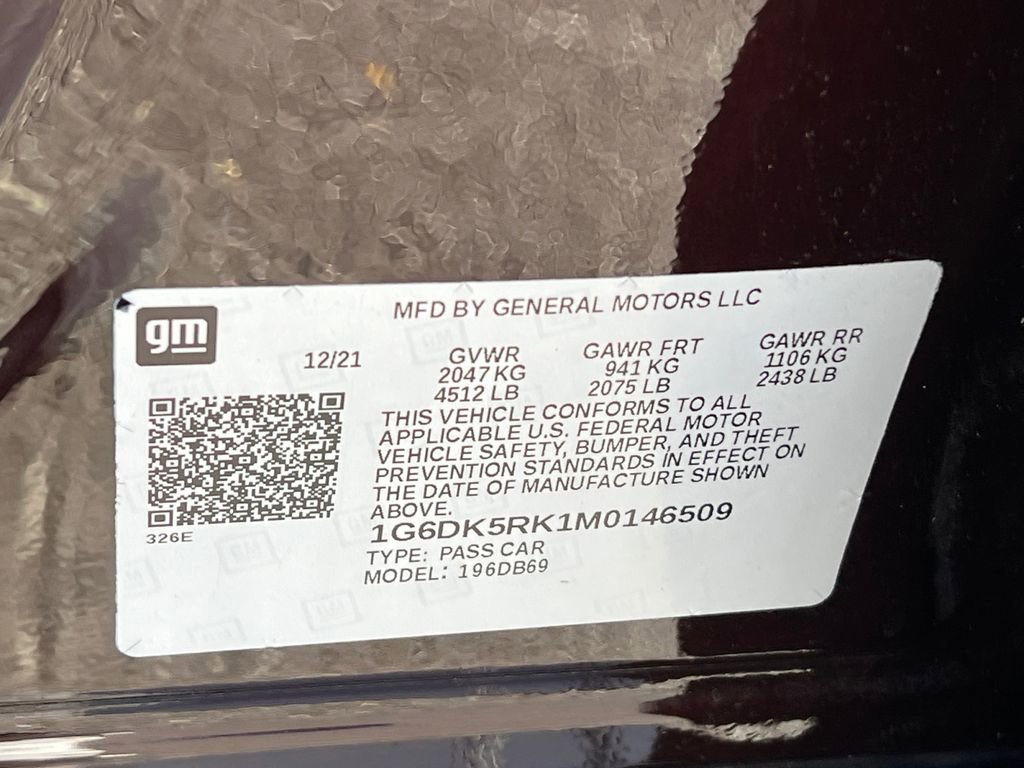 MFD BY GENERAL MOTORS LLC
gm
12/21
GVWR
2047 KG
4512 LB
GAWR FRT
941 KG
2075 LB
GAWR RR
1106 KG
2438 LB
THIS VEHICLE CONFORMS TO ALL
APPLICABLE U.S. FEDERAL MOTOR
VEHICLE SAFETY, BUMPER, AND THEFT
PREVENTION STANDARDS IN EFFECT ON
THE DATE OF MANUFACTURE SHOWN
ABOVE.
326E
1G6DK5RK1M0146509
TYPE: PASS CAR
MODEL: 196DB69